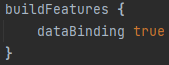 buildFeatures {
    dataBinding true
}